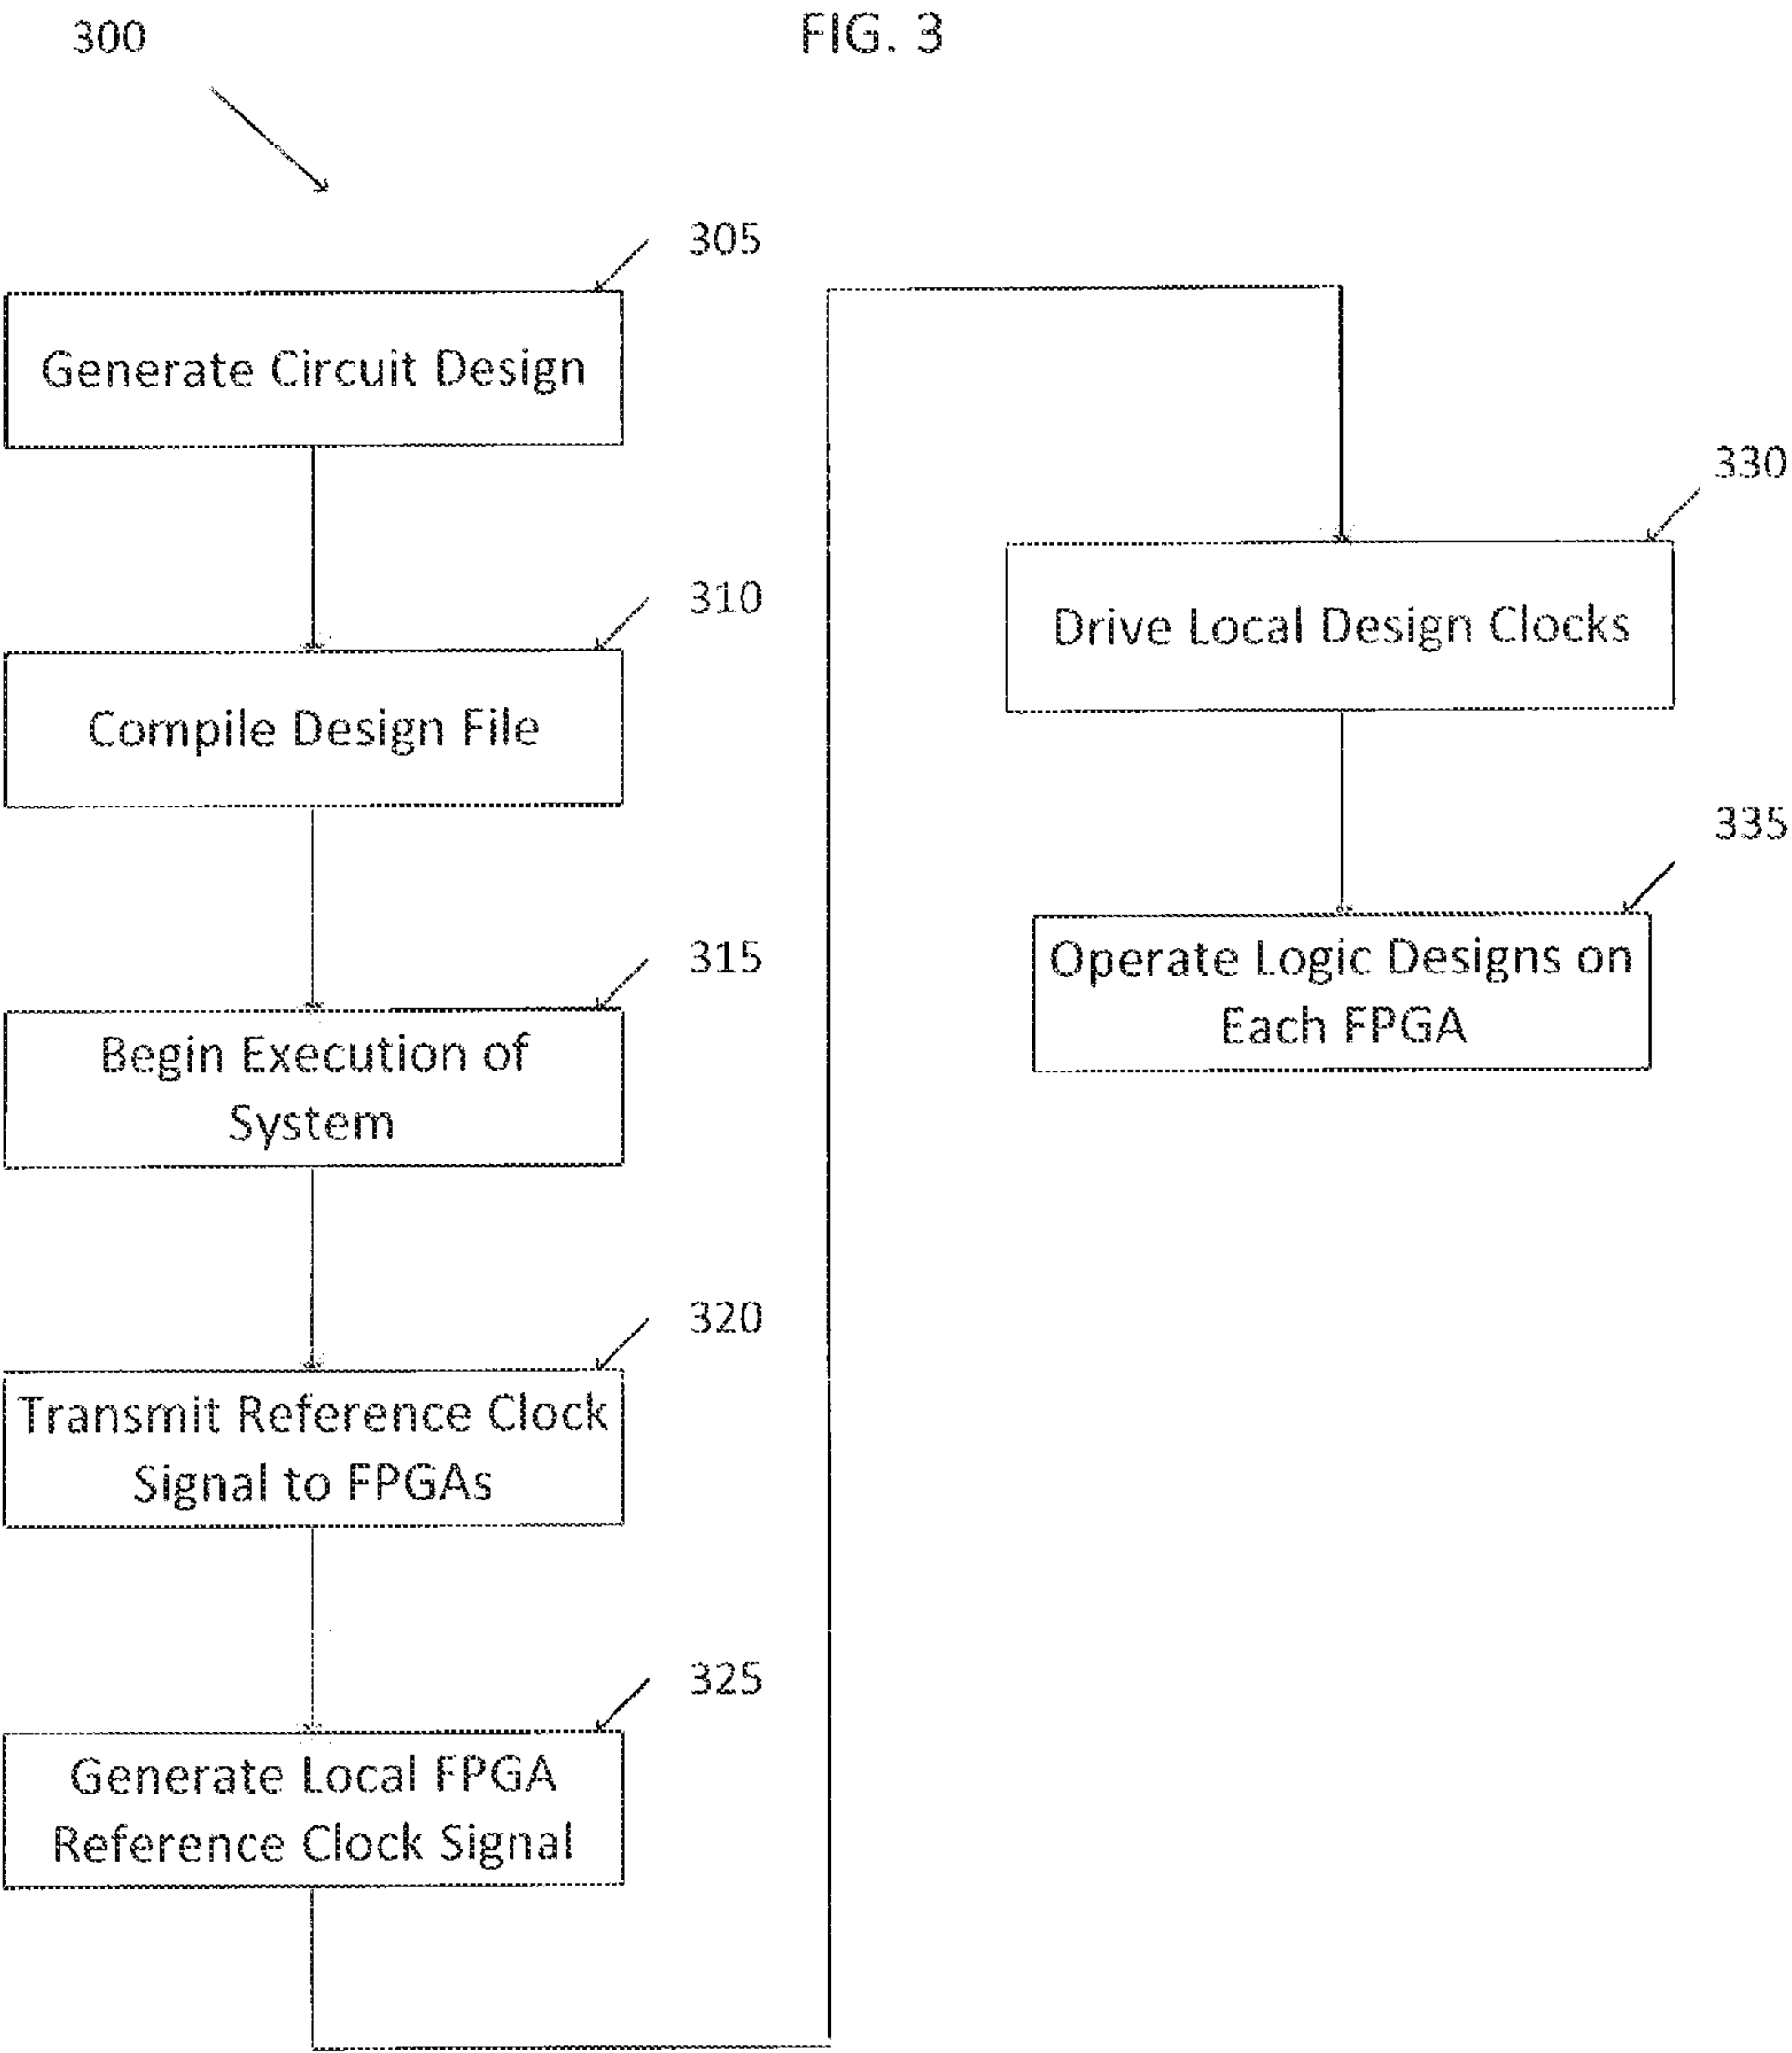 300
FIG. 3
305
Generate Circuit Design
310
Compile Design File
315
Begin Execution of
System
320
Transmit Reference Clock
Signal to FPGAs
325
Generate Local FPGA
Reference Clock Signal
330
Drive Local Design Clocks
335
Operate Logic Designs on
Each FPGA